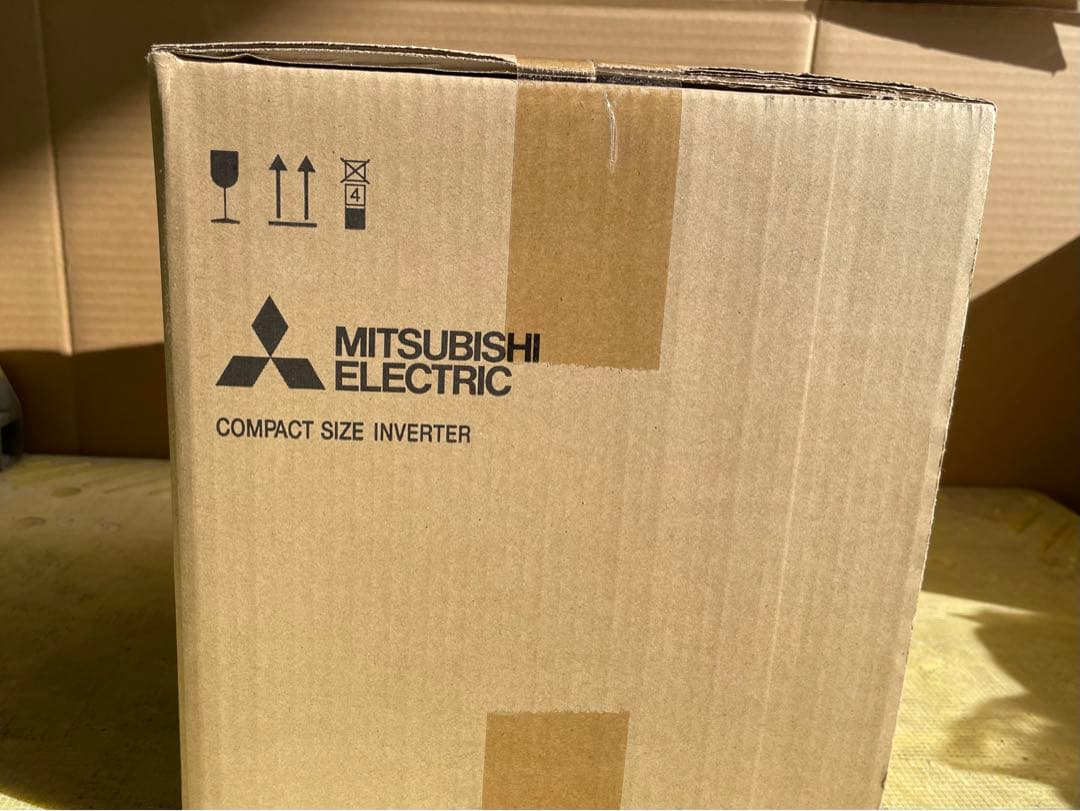 4
MITSUBISHI
ELECTRIC
COMPACT SIZE INVERTER